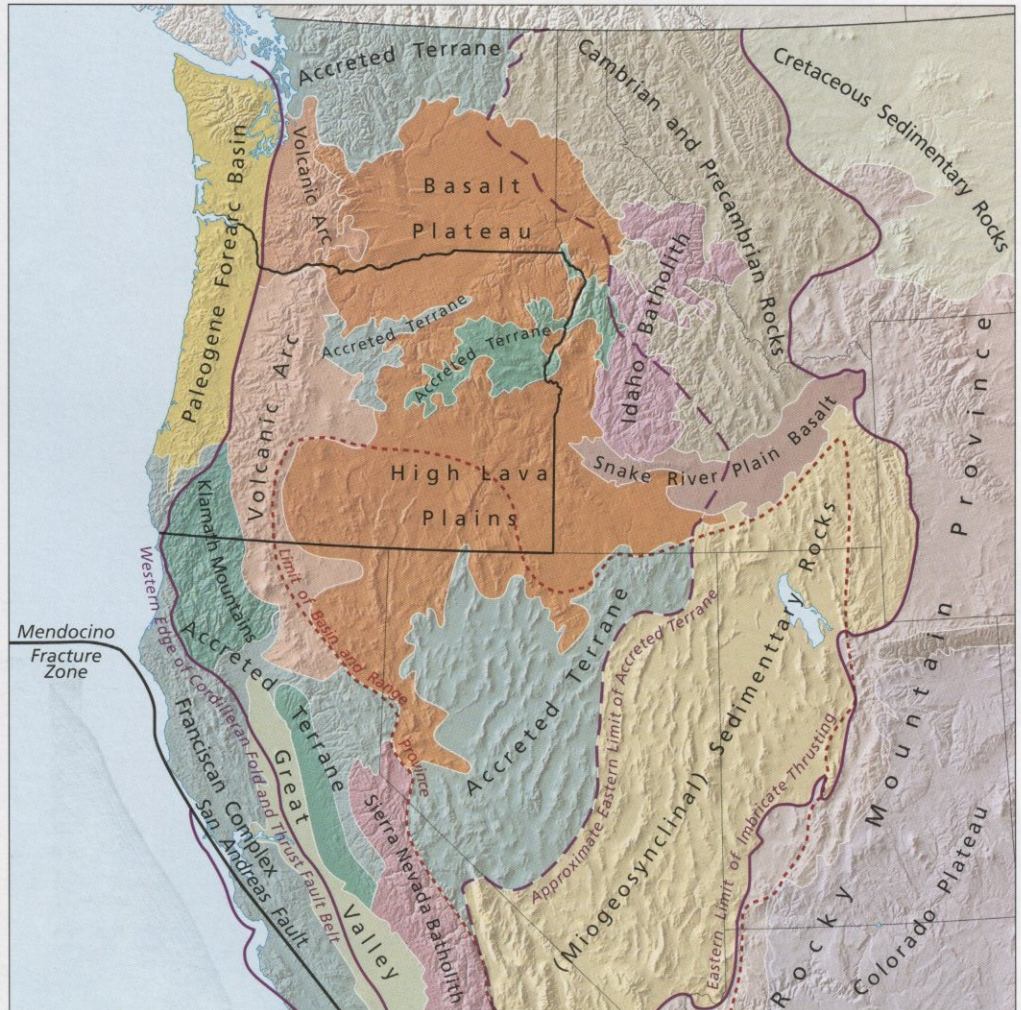 Accreted Terrane
Cambrian and Precambrian Rocks
Cretaceous Sedimentary Rocks
Volcanic Arc
Basalt
Plateau
Paleogene Forearc Basin
Idaho Batholith
Accreted Terrane
Accreted Terrane
Volcanic Arc
Snake River Plain Basalt
High Lava
Plains
Klamath Mountains
Limit of Basin and Range Province
Western Edge of Cordilleran Fold and Thrust Fault Belt
Mendocino
Fracture
Zone
Accreted Terrane
Accreted Terrane
Approximate Eastern Limit of Accreted Terrane
(Miogeosynclinal) Sedimentary Rocks
Eastern Limit of Imbricate Thrusting
Rocky Mountain Province
Colorado Plateau
Great Valley
Sierra Nevada Batholith
Franciscan Complex
San Andreas Fault